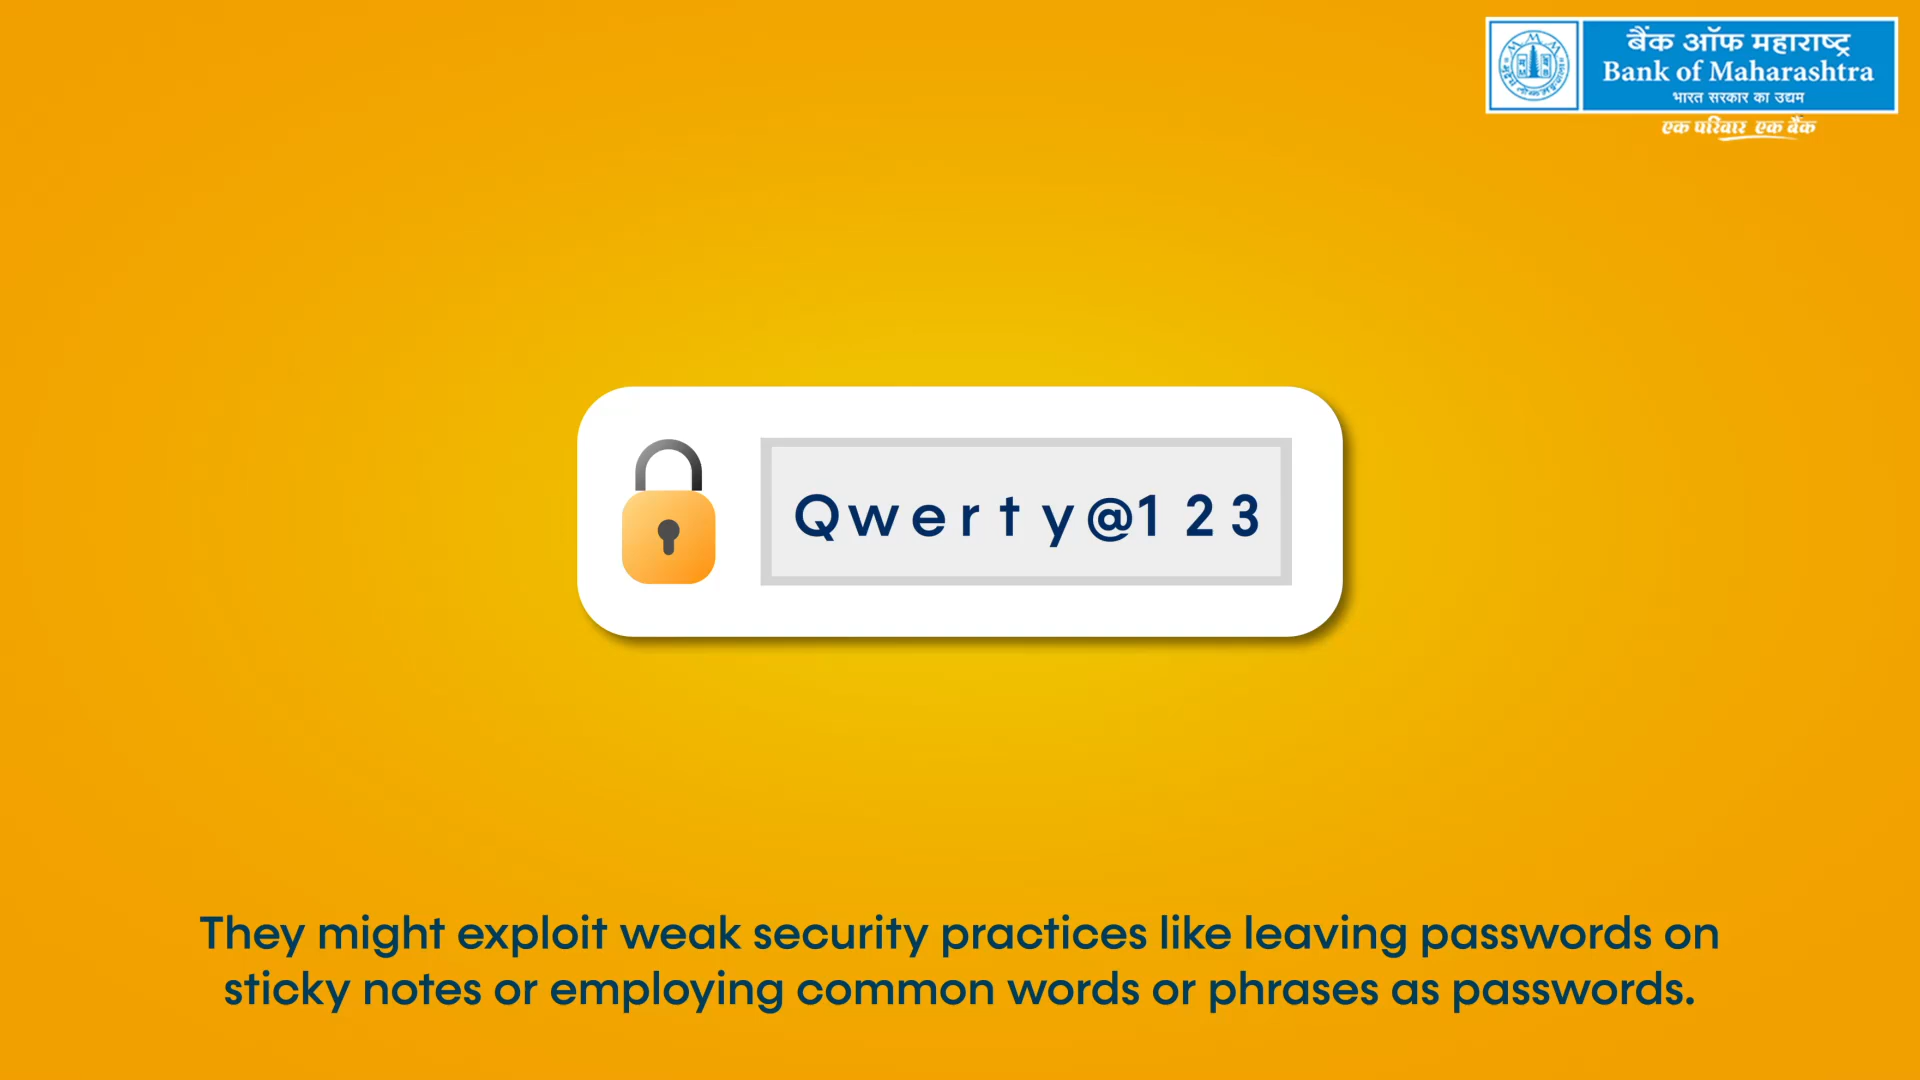 बैंक ऑफ महाराष्ट्र
Bank of Maharashtra
भारत सरकार का उद्यम
एक परिवार एक बैंक
Qwerty@123
They might exploit weak security practices like leaving passwords on
sticky notes or employing common words or phrases as passwords.